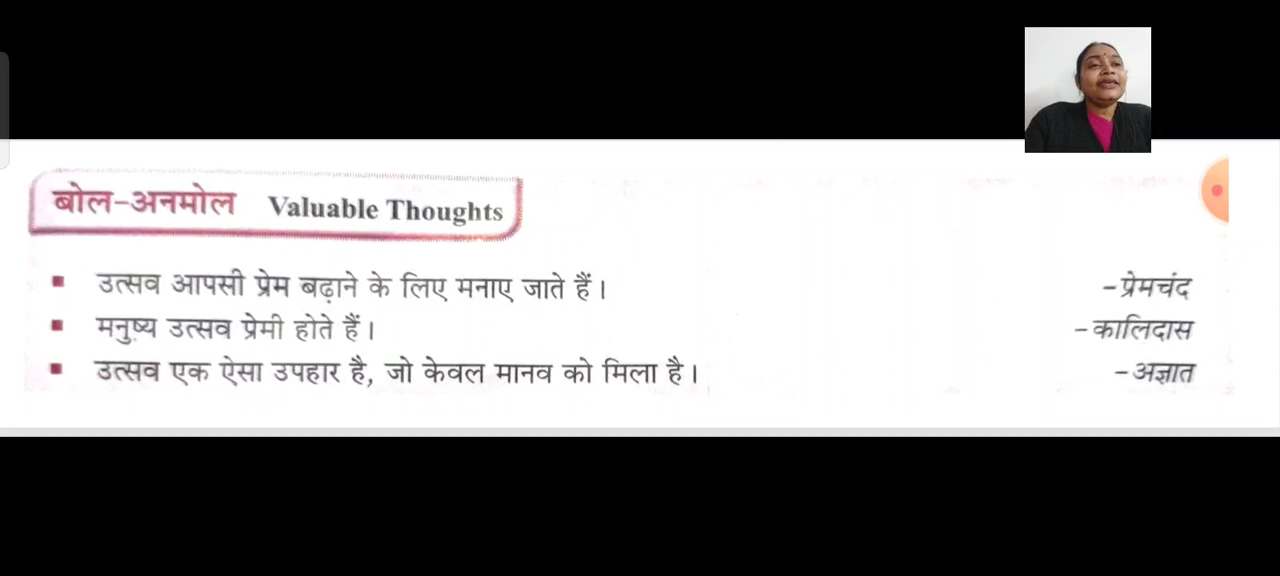 बोल-अनमोल Valuable Thoughts
▪ उत्सव आपसी प्रेम बढ़ाने के लिए मनाए जाते हैं। -प्रेमचंद
▪ मनुष्य उत्सव प्रेमी होते हैं। -कालिदास
▪ उत्सव एक ऐसा उपहार है, जो केवल मानव को मिला है। -अज्ञात